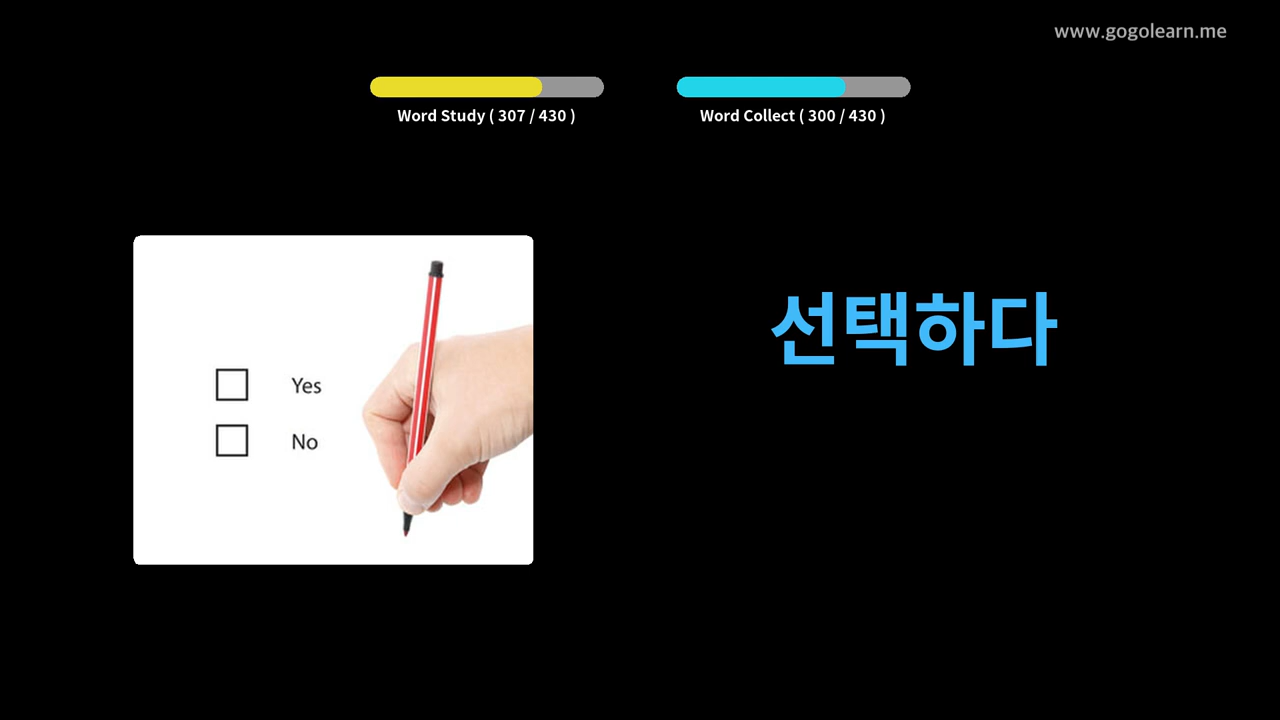 www.gogolearn.me
Word Study ( 307 / 430 )
Word Collect ( 300 / 430 )
선택하다
Yes
No